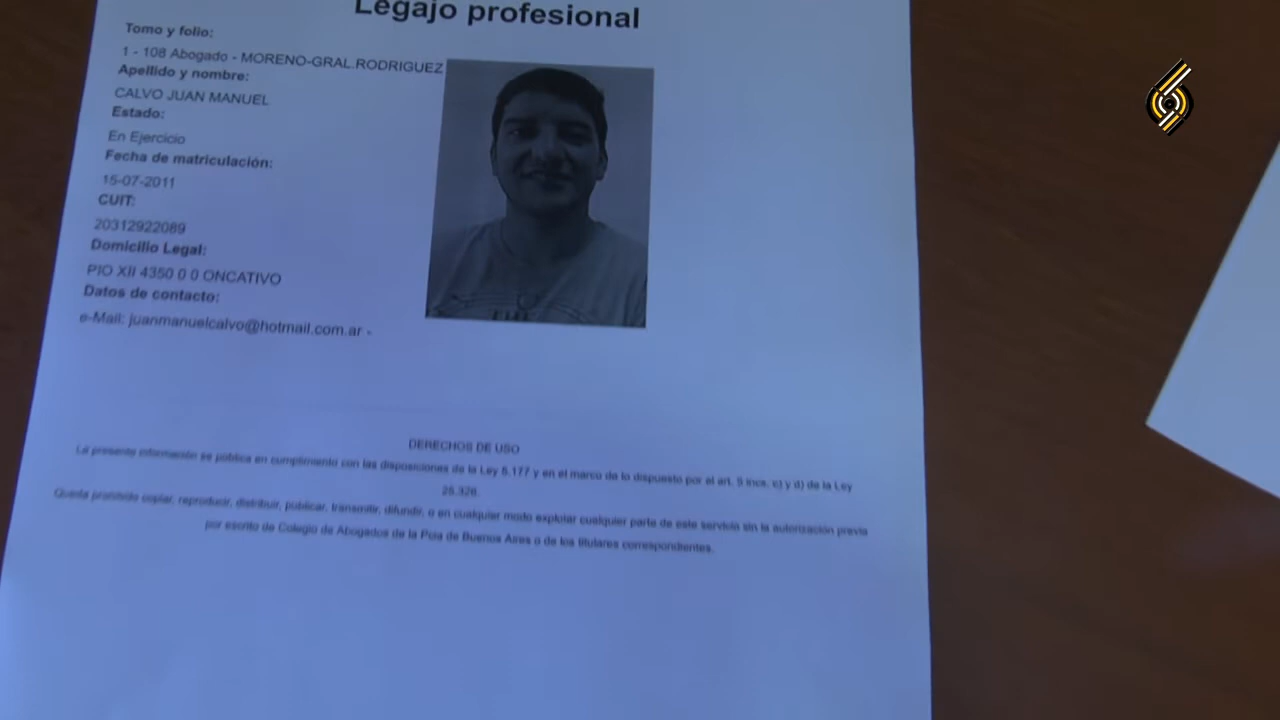 Legajo profesional
Tomo y folio:
1 - 108 Abogado - MORENO-GRAL.RODRIGUEZ
Apellido y nombre:
CALVO JUAN MANUEL
Estado:
En Ejercicio
Fecha de matriculación:
15-07-2011
CUIT:
20312922089
Domicilio Legal:
PIO XII 4350 0 0 ONCATIVO
Datos de contacto:
e-Mail: juanmanuelcalvo@hotmail.com.ar -
DERECHOS DE USO
La presente información se publica en cumplimiento con las disposiciones de la Ley 5.177 y en el marco de lo dispuesto por el art. 5 incs. c) y d) de la Ley
25.326.
Queda prohibido copiar, reproducir, distribuir, publicar, transmitir, difundir, o en cualquier modo explotar cualquier parte de este servicio sin la autorización previa
por escrito de Colegio de Abogados de la Pcia de Buenos Aires o de los titulares correspondientes.